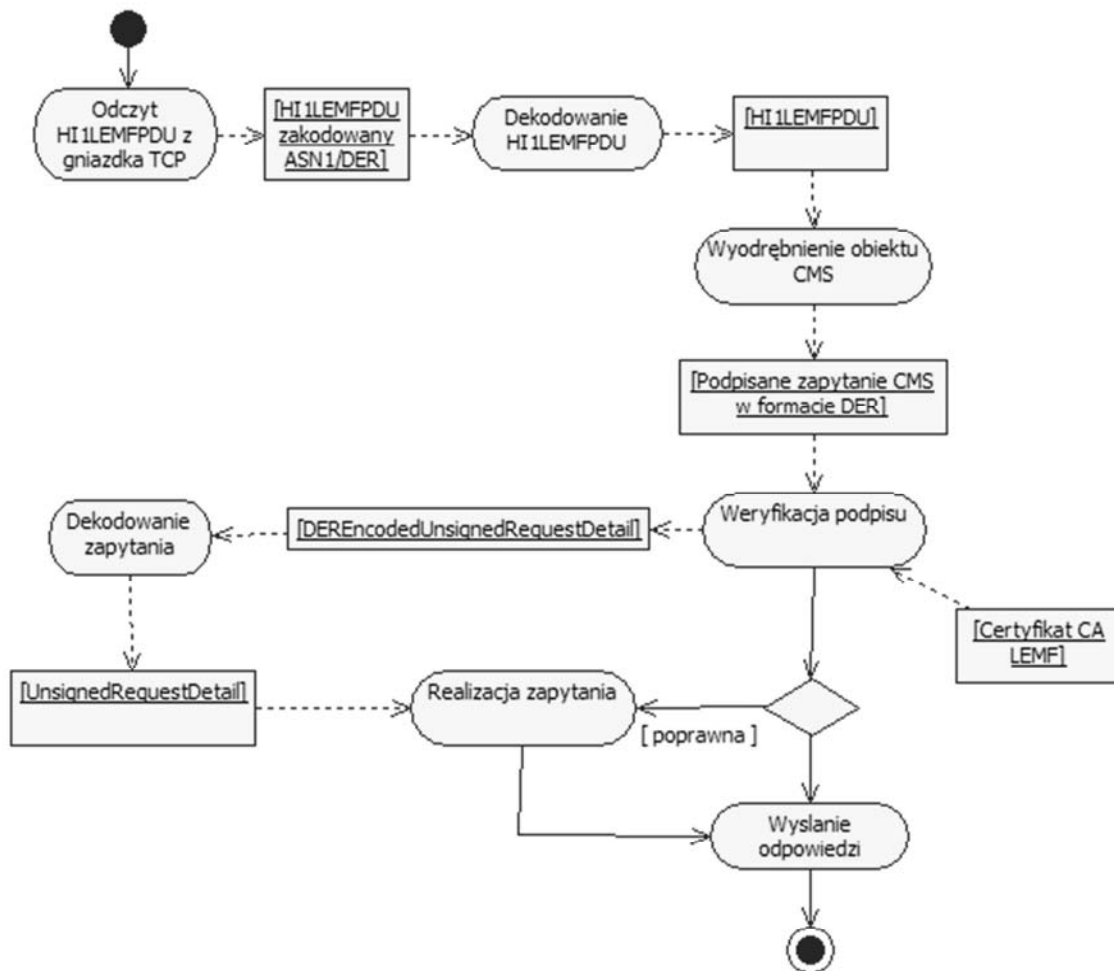 Odczyt
HI1LEMFPDU z
gniazdka TCP
[HI1LEMFPDU
zakodowany
ASN1/DER]
Dekodowanie
HI1LEMFPDU
[HI1LEMFPDU]
Wyodrębnienie obiektu
CMS
[Podpisane zapytanie CMS
w formacie DER]
Weryfikacja podpisu
[DEREncodedUnsignedRequestDetail]
Dekodowanie
zapytania
[Certyfikat CA
LEMF]
[UnsignedRequestDetail]
Realizacja zapytania
[ poprawna ]
Wyslanie
odpowiedzi